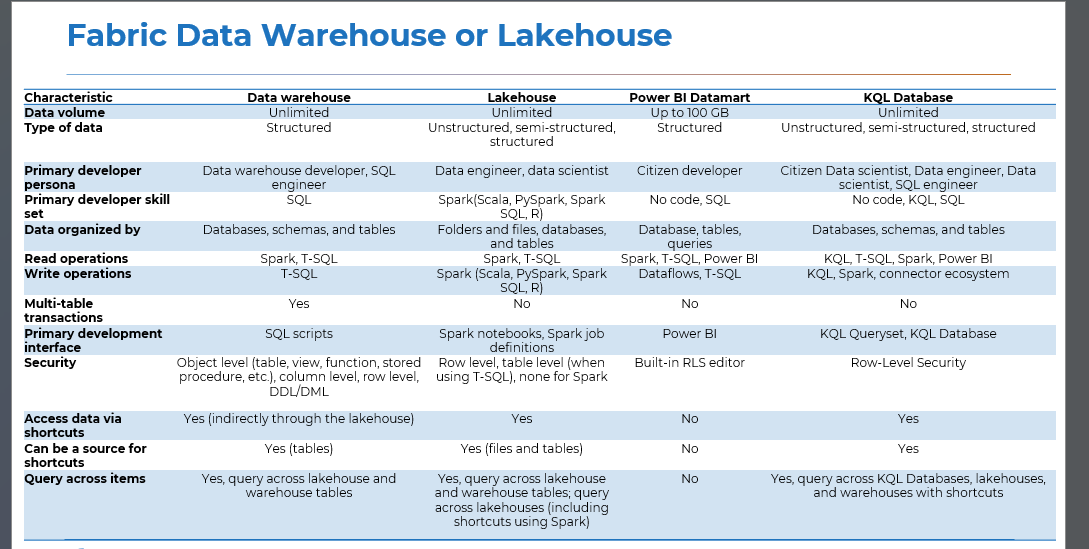 Fabric Data Warehouse or Lakehouse
Characteristic Data warehouse Lakehouse Power BI Datamart KQL Database
Data volume Unlimited Unlimited Up to 100 GB Unlimited
Type of data Structured Unstructured, semi-structured, Structured Unstructured, semi-structured, structured
structured
Primary developer Data warehouse developer, SQL Data engineer, data scientist Citizen developer Citizen Data scientist, Data engineer, Data
persona engineer scientist, SQL engineer
Primary developer skill SQL Spark(Scala, PySpark, Spark No code, SQL No code, KQL, SQL
set SQL, R)
Data organized by Databases, schemas, and tables Folders and files, databases, Database, tables, Databases, schemas, and tables
and tables queries
Read operations Spark, T-SQL Spark, T-SQL Spark, T-SQL, Power BI KQL, T-SQL, Spark, Power BI
Write operations T-SQL Spark (Scala, PySpark, Spark Dataflows, T-SQL KQL, Spark, connector ecosystem
SQL, R)
Multi-table Yes No No No
transactions
Primary development SQL scripts Spark notebooks, Spark job Power BI KQL Queryset, KQL Database
interface definitions
Security Object level (table, view, function, stored Row level, table level (when Built-in RLS editor Row-Level Security
procedure, etc.), column level, row level, using T-SQL), none for Spark
DDL/DML
Access data via Yes (indirectly through the lakehouse) Yes No Yes
shortcuts
Can be a source for Yes (tables) Yes (files and tables) No Yes
shortcuts
Query across items Yes, query across lakehouse and Yes, query across lakehouse No Yes, query across KQL Databases, lakehouses,
warehouse tables and warehouse tables; query and warehouses with shortcuts
across lakehouses (including
shortcuts using Spark)